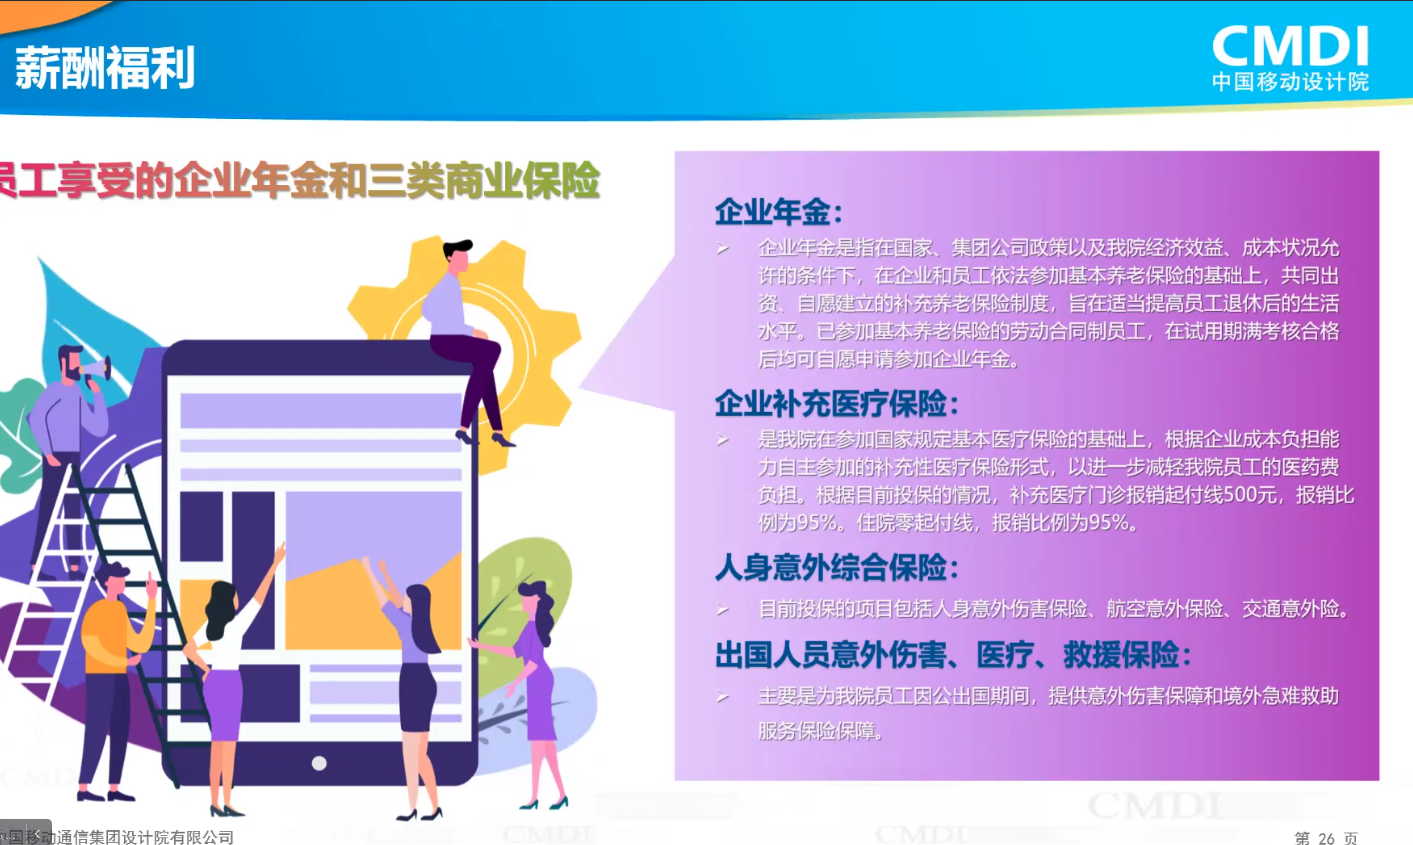 薪酬福利
CMDI
中国移动设计院
员工享受的企业年金和三类商业保险
企业年金：
➢ 企业年金是指在国家、集团公司政策以及我院经济效益、成本状况允
许的条件下，在企业和员工依法参加基本养老保险的基础上，共同出
资、自愿建立的补充养老保险制度，旨在适当提高员工退休后的生活
水平。已参加基本养老保险的劳动合同制员工，在试用期满考核合格
后均可自愿申请参加企业年金。
企业补充医疗保险：
➢ 是我院在参加国家规定基本医疗保险的基础上，根据企业成本负担能
力自主参加的补充性医疗保险形式，以进一步减轻我院员工的医药费
负担。根据目前投保的情况，补充医疗门诊报销起付线500元，报销比
例为95%。住院零起付线，报销比例为95%。
人身意外综合保险：
➢ 目前投保的项目包括人身意外伤害保险、航空意外保险、交通意外险。
出国人员意外伤害、医疗、救援保险：
➢ 主要是为我院员工因公出国期间，提供意外伤害保障和境外急难救助
服务保险保障。
CMDI
CMDI
CMDI
CMDI
中国移动通信集团设计院有限公司
第 26 页